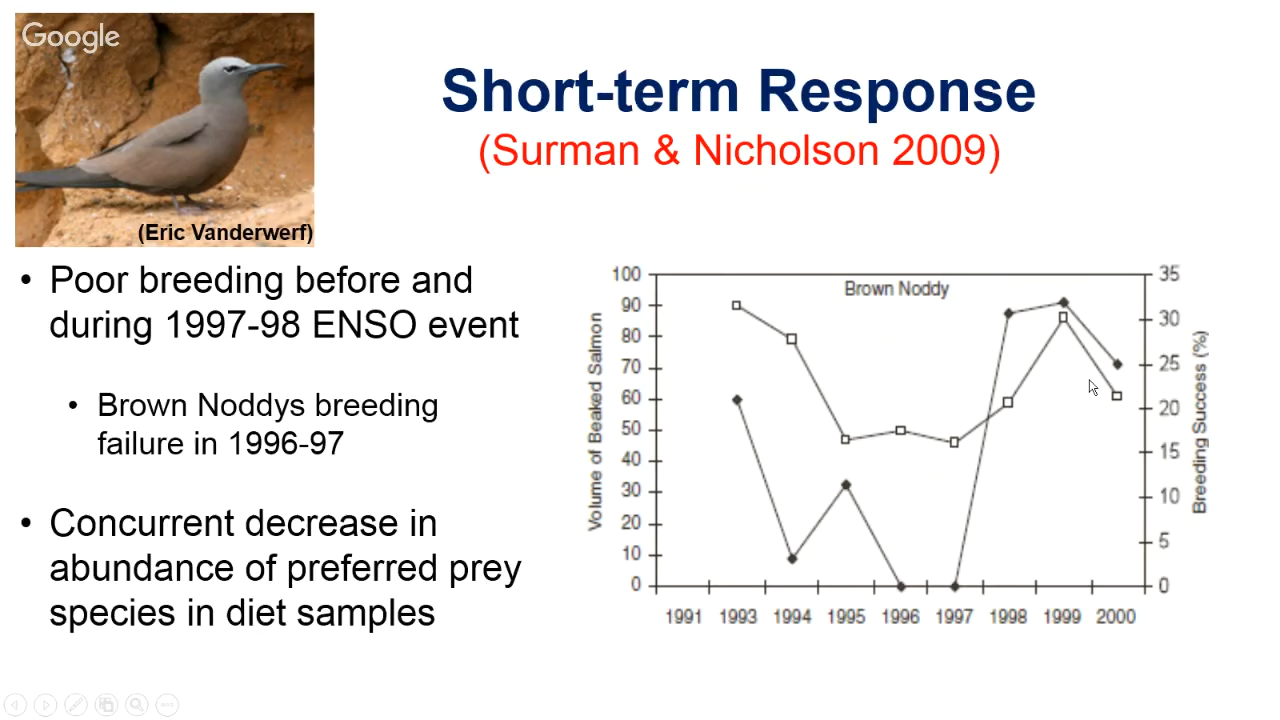 Google
(Eric Vanderwerf)
Short-term Response
(Surman & Nicholson 2009)
• Poor breeding before and
during 1997-98 ENSO event
• Brown Noddys breeding
failure in 1996-97
• Concurrent decrease in
abundance of preferred prey
species in diet samples
Brown Noddy
Volume of Beaked Salmon
100
90
80
70
60
50
40
30
20
10
0
Breeding Success (%)
35
30
25
20
15
10
5
0
1991 1993 1994 1995 1996 1997 1998 1999 2000